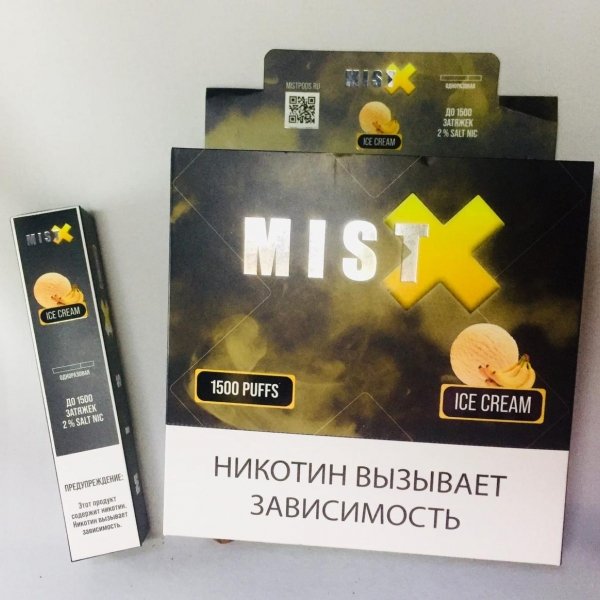 MIST X
MISTPODS.RU
ICE CREAM
ОДНОРАЗОВАЯ
ДО 1500
ЗАТЯЖЕК
2 % SALT NIC
MIST X
1500 PUFFS
ICE CREAM
НИКОТИН ВЫЗЫВАЕТ
ЗАВИСИМОСТЬ
MIST X
ICE CREAM
ОДНОРАЗОВАЯ
ДО 1500
ЗАТЯЖЕК
2 % SALT NIC
ПРЕДУПРЕЖДЕНИЕ:
Этот продукт
содержит никотин.
Никотин вызывает
зависимость.